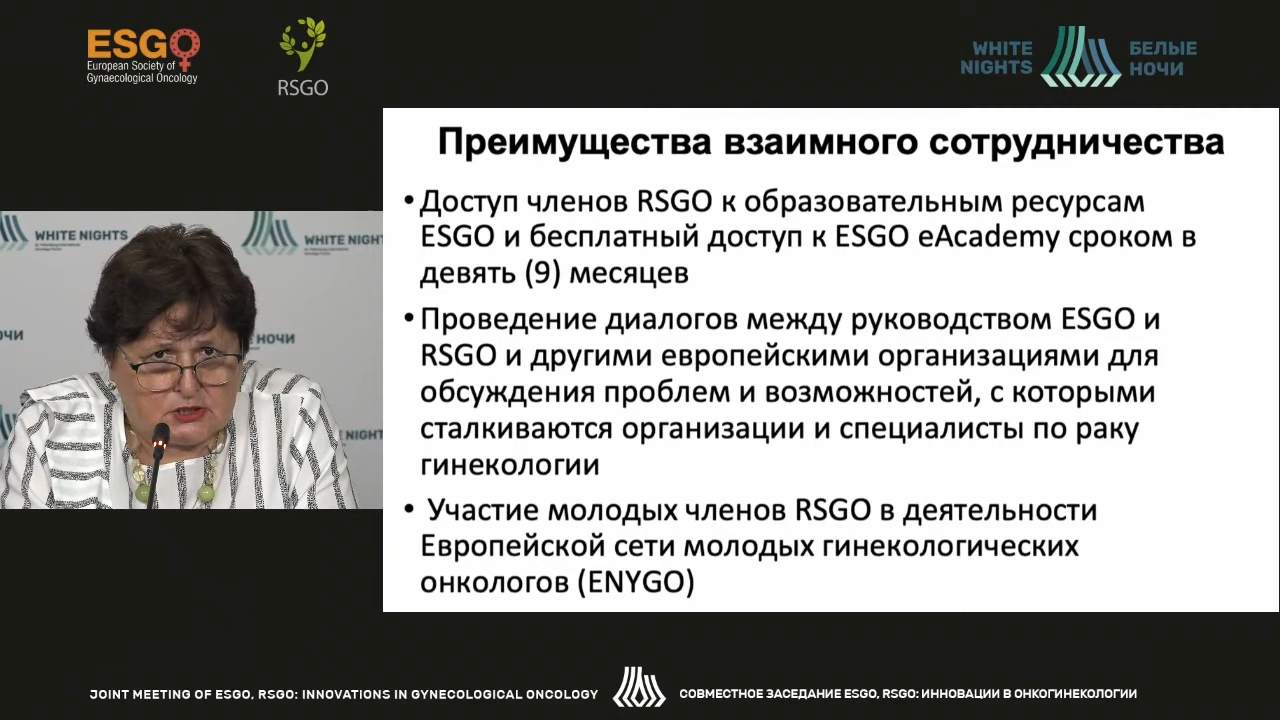 ESGO
European Society of
Gynaecological Oncology
RSGO
WHITE
NIGHTS
БЕЛЫЕ
НОЧИ
Преимущества взаимного сотрудничества
• Доступ членов RSGO к образовательным ресурсам
ESGO и бесплатный доступ к ESGO eAcademy сроком в
девять (9) месяцев
• Проведение диалогов между руководством ESGO и
RSGO и другими европейскими организациями для
обсуждения проблем и возможностей, с которыми
сталкиваются организации и специалисты по раку
гинекологии
• Участие молодых членов RSGO в деятельности
Европейской сети молодых гинекологических
онкологов (ENYGO)
WHITE NIGHTS
WHITE NIGHT
НОЧИ
WHITE NIGHTS
JOINT MEETING OF ESGO, RSGO: INNOVATIONS IN GYNECOLOGICAL ONCOLOGY
СОВМЕСТНОЕ ЗАСЕДАНИЕ ESGO, RSGO: ИННОВАЦИИ В ОНКОГИНЕКОЛОГИИ